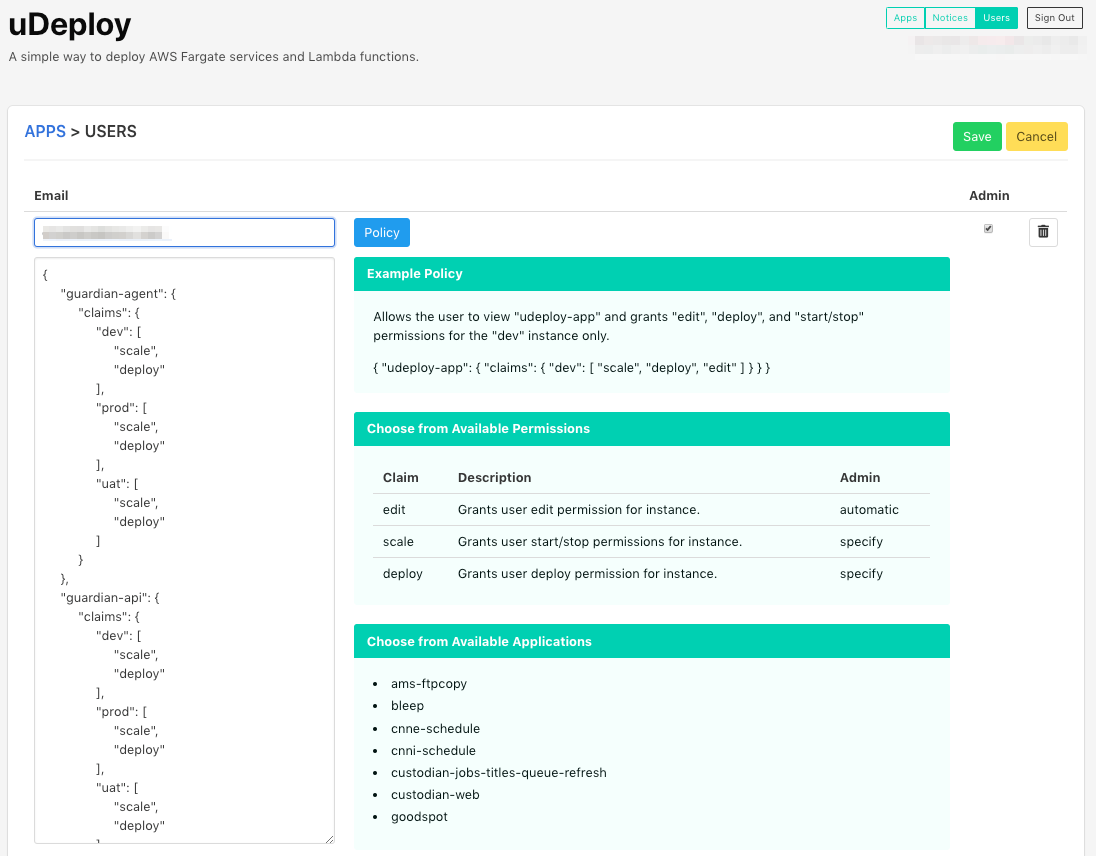 uDeploy
Apps Notices Users Sign Out
A simple way to deploy AWS Fargate services and Lambda functions.
APPS > USERS
Save Cancel
Email Admin
Policy
{
"guardian-agent": {
"claims": {
"dev": [
"scale",
"deploy"
],
"prod": [
"scale",
"deploy"
],
"uat": [
"scale",
"deploy"
]
}
},
"guardian-api": {
"claims": {
"dev": [
"scale",
"deploy"
],
"prod": [
"scale",
"deploy"
],
"uat": [
"scale",
"deploy"
Example Policy
Allows the user to view "udeploy-app" and grants "edit", "deploy", and "start/stop"
permissions for the "dev" instance only.
{ "udeploy-app": { "claims": { "dev": [ "scale", "deploy", "edit" ] } } }
Choose from Available Permissions
Claim Description Admin
edit Grants user edit permission for instance. automatic
scale Grants user start/stop permissions for instance. specify
deploy Grants user deploy permission for instance. specify
Choose from Available Applications
ams-ftpcopy
bleep
cnne-schedule
cnni-schedule
custodian-jobs-titles-queue-refresh
custodian-web
goodspot